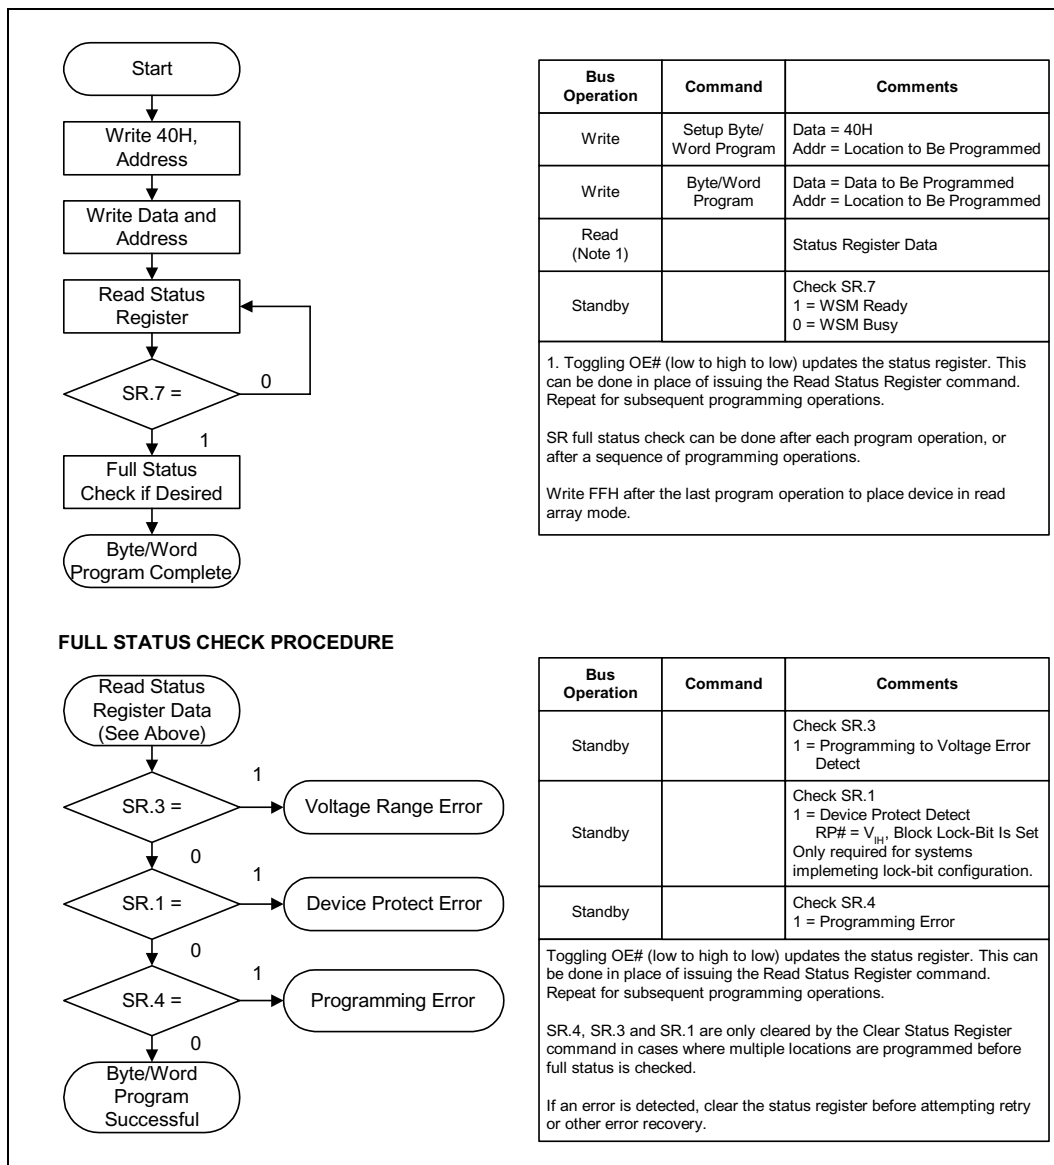 Start
Write 40H,
Address
Write Data and
Address
Read Status
Register
SR.7 =
0
1
Full Status
Check if Desired
Byte/Word
Program Complete
Bus
Operation
Command
Comments
Write
Setup Byte/
Word Program
Data = 40H
Addr = Location to Be Programmed
Write
Byte/Word
Program
Data = Data to Be Programmed
Addr = Location to Be Programmed
Read
(Note 1)
Status Register Data
Standby
Check SR.7
1 = WSM Ready
0 = WSM Busy
1. Toggling OE# (low to high to low) updates the status register. This
can be done in place of issuing the Read Status Register command.
Repeat for subsequent programming operations.
SR full status check can be done after each program operation, or
after a sequence of programming operations.
Write FFH after the last program operation to place device in read
array mode.
FULL STATUS CHECK PROCEDURE
Read Status
Register Data
(See Above)
SR.3 =
1
Voltage Range Error
0
SR.1 =
1
Device Protect Error
0
SR.4 =
1
Programming Error
0
Byte/Word
Program
Successful
Bus
Operation
Command
Comments
Standby
Check SR.3
1 = Programming to Voltage Error
Detect
Standby
Check SR.1
1 = Device Protect Detect
RP# = VIH, Block Lock-Bit Is Set
Only required for systems
implemeting lock-bit configuration.
Standby
Check SR.4
1 = Programming Error
Toggling OE# (low to high to low) updates the status register. This can
be done in place of issuing the Read Status Register command.
Repeat for subsequent programming operations.
SR.4, SR.3 and SR.1 are only cleared by the Clear Status Register
command in cases where multiple locations are programmed before
full status is checked.
If an error is detected, clear the status register before attempting retry
or other error recovery.